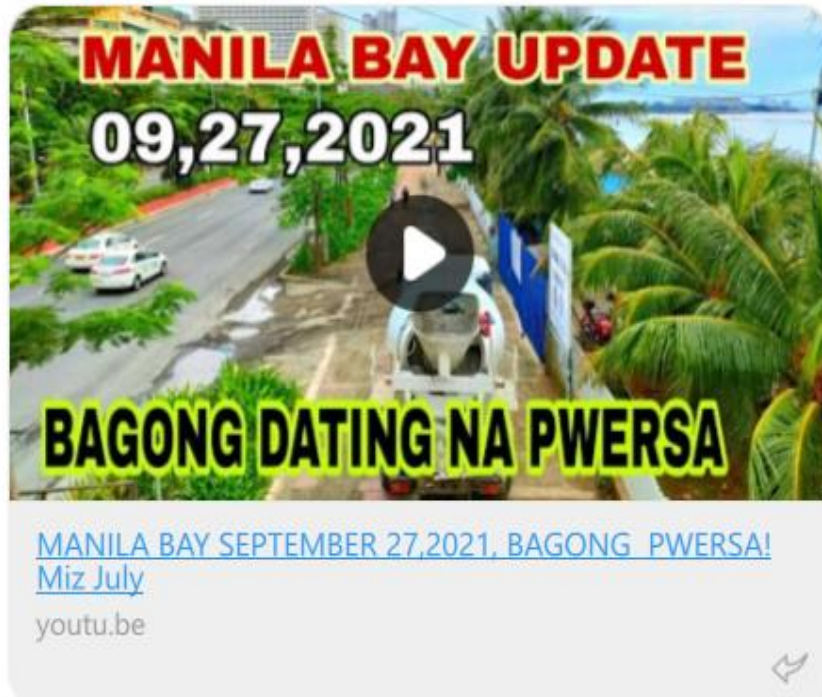 MANILA BAY UPDATE
09,27,2021
BAGONG DATING NA PWERSA
MANILA BAY SEPTEMBER 27,2021, BAGONG PWERSA!
Miz July
youtu.be